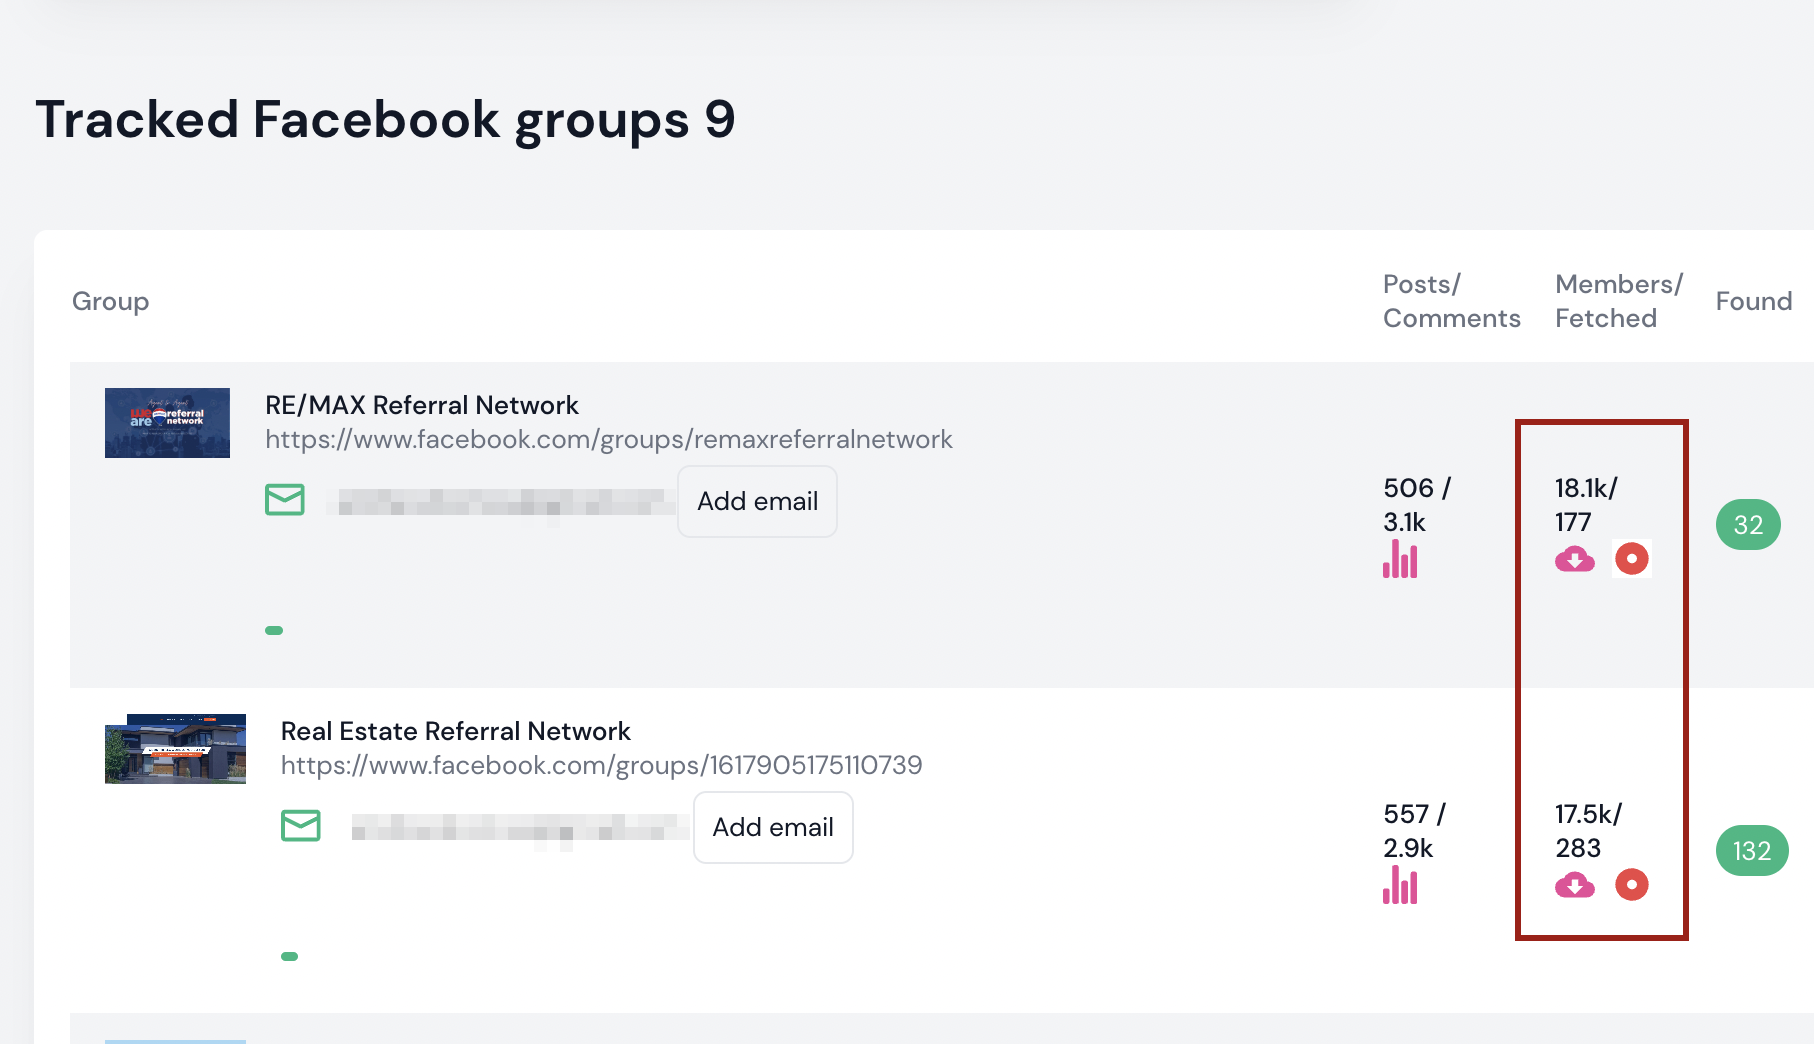 Tracked Facebook groups 9
Group
Posts/
Comments
Members/
Fetched
Found
we
are
referral
network
RE/MAX Referral Network
https://www.facebook.com/groups/remaxreferralnetwork
Add email
506 /
3.1k
18.1k/
177
32
Real Estate Referral Network
https://www.facebook.com/groups/1617905175110739
Add email
557 /
2.9k
17.5k/
283
132